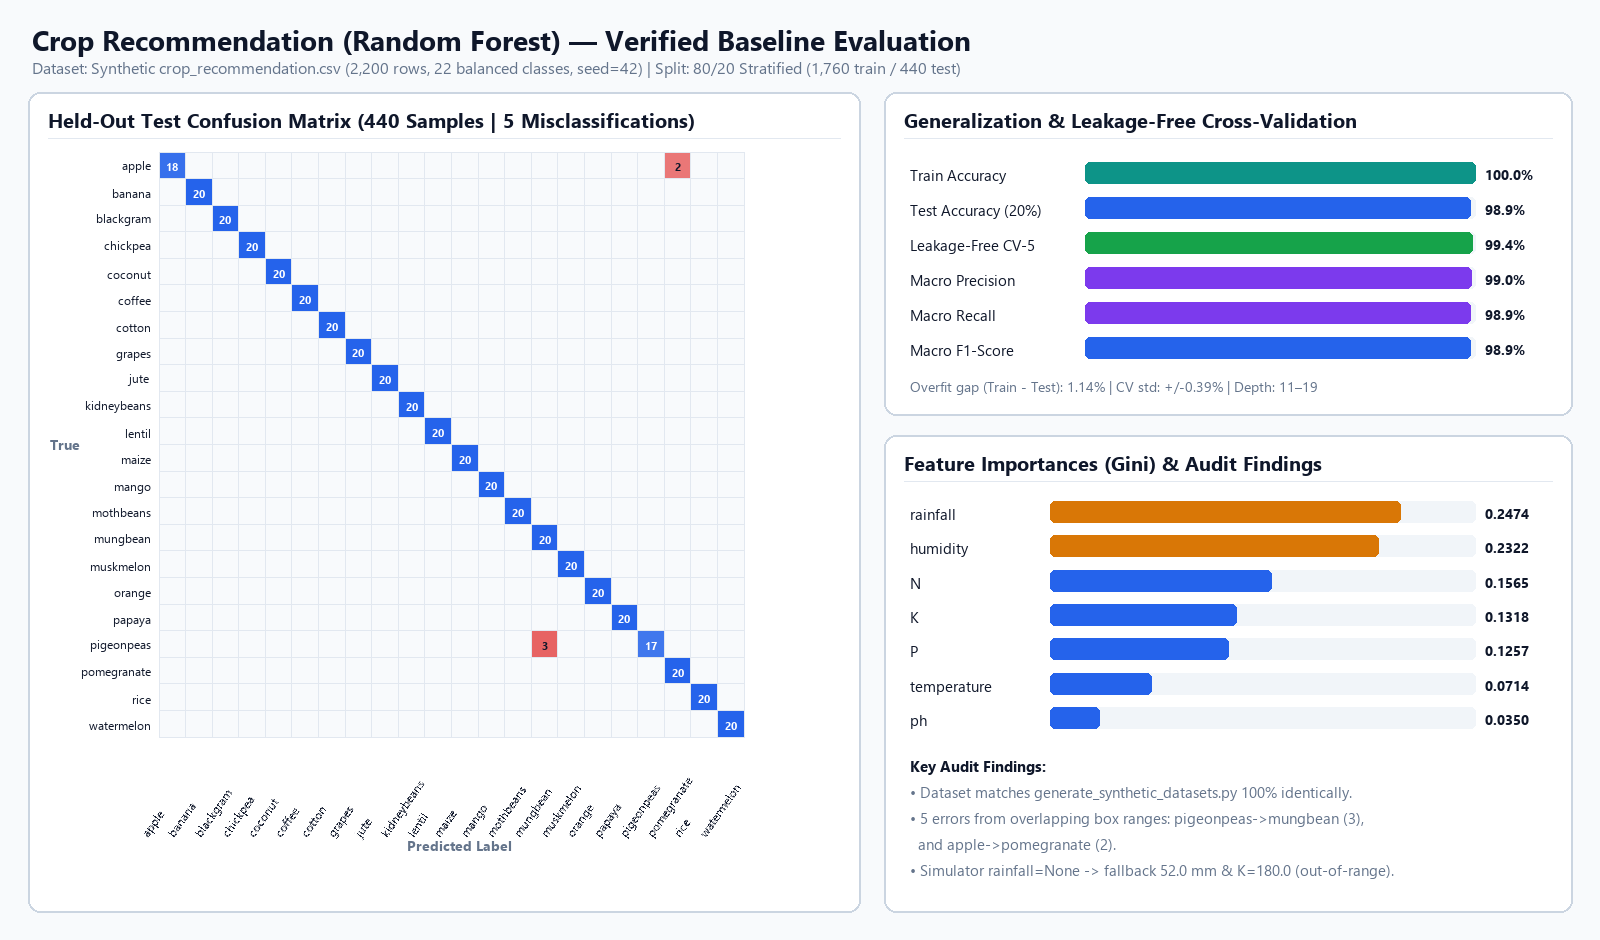 Crop Recommendation (Random Forest) — Verified Baseline Evaluation
Dataset: Synthetic crop_recommendation.csv (2,200 rows, 22 balanced classes, seed=42) | Split: 80/20 Stratified (1,760 train / 440 test)
Held-Out Test Confusion Matrix (440 Samples | 5 Misclassifications)
apple 18 2
banana 20
blackgram 20
chickpea 20
coconut 20
coffee 20
cotton 20
grapes 20
jute 20
kidneybeans 20
lentil 20
True
maize 20
mango 20
mothbeans 20
mungbean 20
muskmelon 20
orange 20
papaya 20
pigeonpeas 3 17
pomegranate 20
rice 20
watermelon 20
apple banana blackgram chickpea coconut coffee cotton grapes jute kidneybeans lentil maize mango mothbeans mungbean muskmelon orange papaya pigeonpeas pomegranate rice watermelon
Predicted Label
Generalization & Leakage-Free Cross-Validation
Train Accuracy 100.0%
Test Accuracy (20%) 98.9%
Leakage-Free CV-5 99.4%
Macro Precision 99.0%
Macro Recall 98.9%
Macro F1-Score 98.9%
Overfit gap (Train - Test): 1.14% | CV std: +/-0.39% | Depth: 11–19
Feature Importances (Gini) & Audit Findings
rainfall 0.2474
humidity 0.2322
N 0.1565
K 0.1318
P 0.1257
temperature 0.0714
ph 0.0350
Key Audit Findings:
• Dataset matches generate_synthetic_datasets.py 100% identically.
• 5 errors from overlapping box ranges: pigeonpeas->mungbean (3),
and apple->pomegranate (2).
• Simulator rainfall=None -> fallback 52.0 mm & K=180.0 (out-of-range).